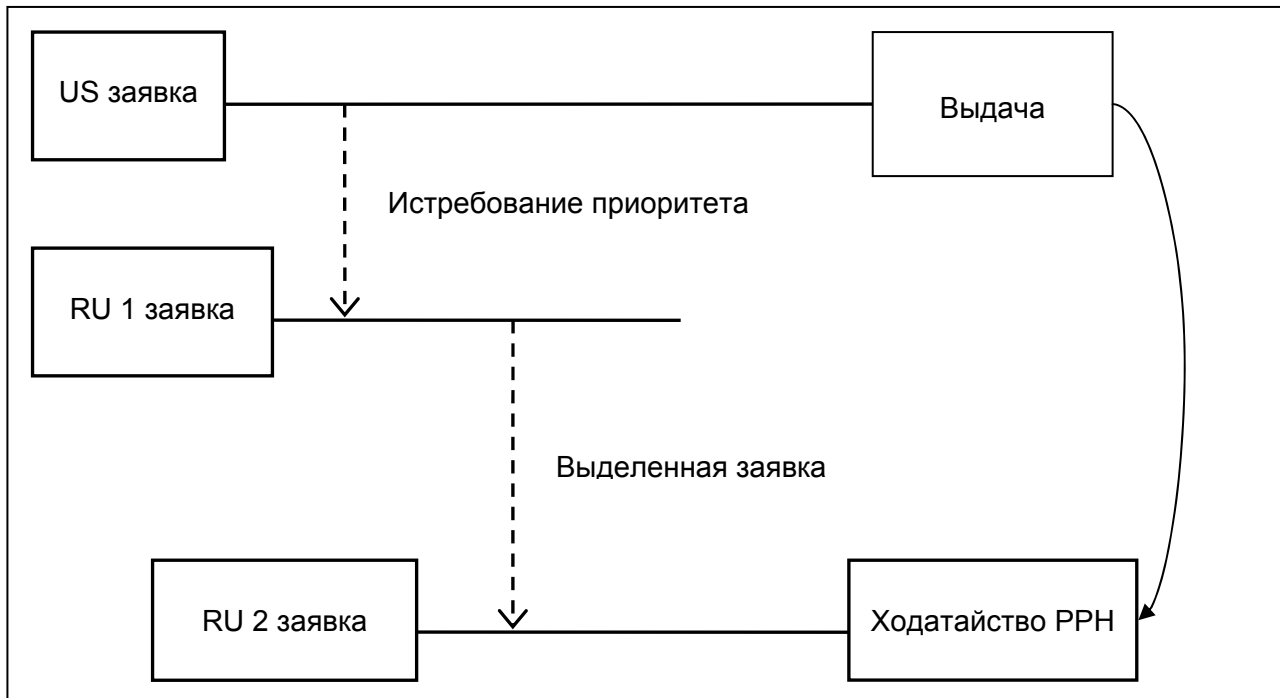 US заявка
Выдача
Истребование приоритета
RU 1 заявка
Выделенная заявка
RU 2 заявка
Ходатайство PPH